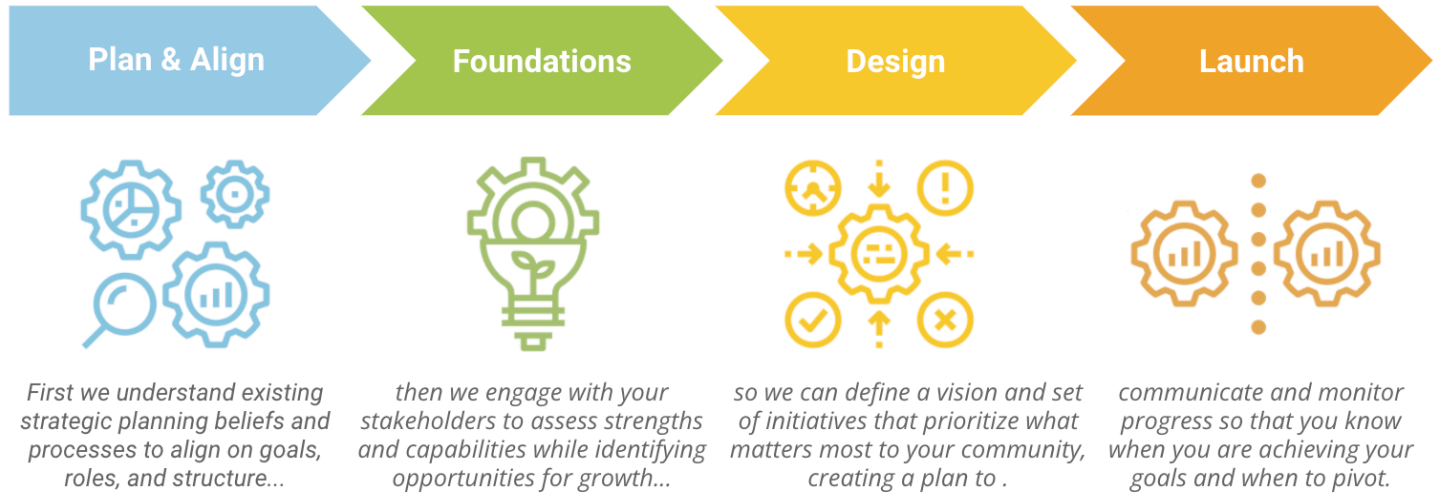 Plan & Align
Foundations
Design
Launch
First we understand existing
strategic planning beliefs and
processes to align on goals,
roles, and structure...
then we engage with your
stakeholders to assess strengths
and capabilities while identifying
opportunities for growth...
so we can define a vision and set
of initiatives that prioritize what
matters most to your community,
creating a plan to .
communicate and monitor
progress so that you know
when you are achieving your
goals and when to pivot.